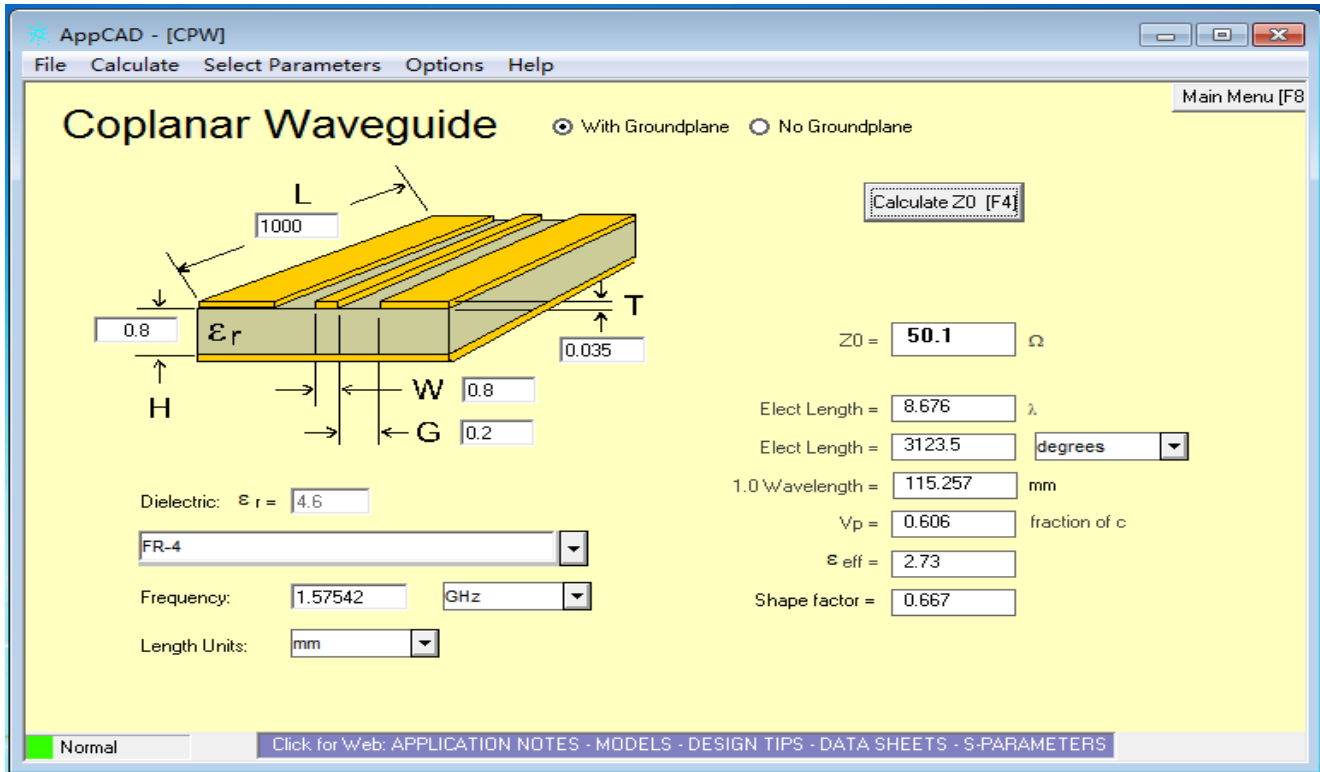 AppCAD - [CPW]
File Calculate Select Parameters Options Help
Main Menu [F8
Coplanar Waveguide
With Groundplane No Groundplane
Calculate Z0 [F4]
L
1000
T
0.035
0.8
εr
H
W 0.8
G 0.2
Z0 = 50.1 Ω
Elect Length = 8.676 λ
Elect Length = 3123.5 degrees
1.0 Wavelength = 115.257 mm
Vp = 0.606 fraction of c
ε eff = 2.73
Shape factor = 0.667
Dielectric: ε r = 4.6
FR-4
Frequency: 1.57542 GHz
Length Units: mm
Normal
Click for Web: APPLICATION NOTES - MODELS - DESIGN TIPS - DATA SHEETS - S-PARAMETERS